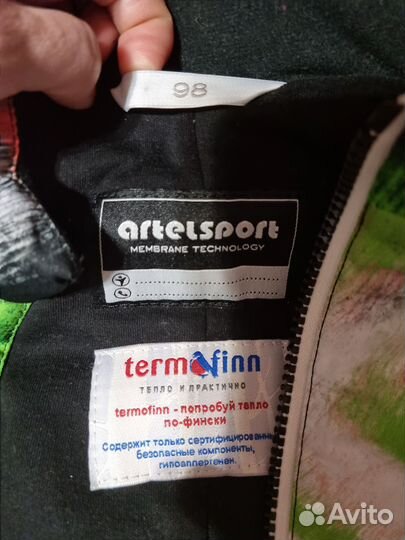 98
artelsport
MEMBRANE TECHNOLOGY
termofinn
ТЕПЛО И ПРАКТИЧНО
termofinn - попробуй тепло
по-фински
Содержит только сертифицированные
безопасные компоненты,
гипоаллергенен.
Avito